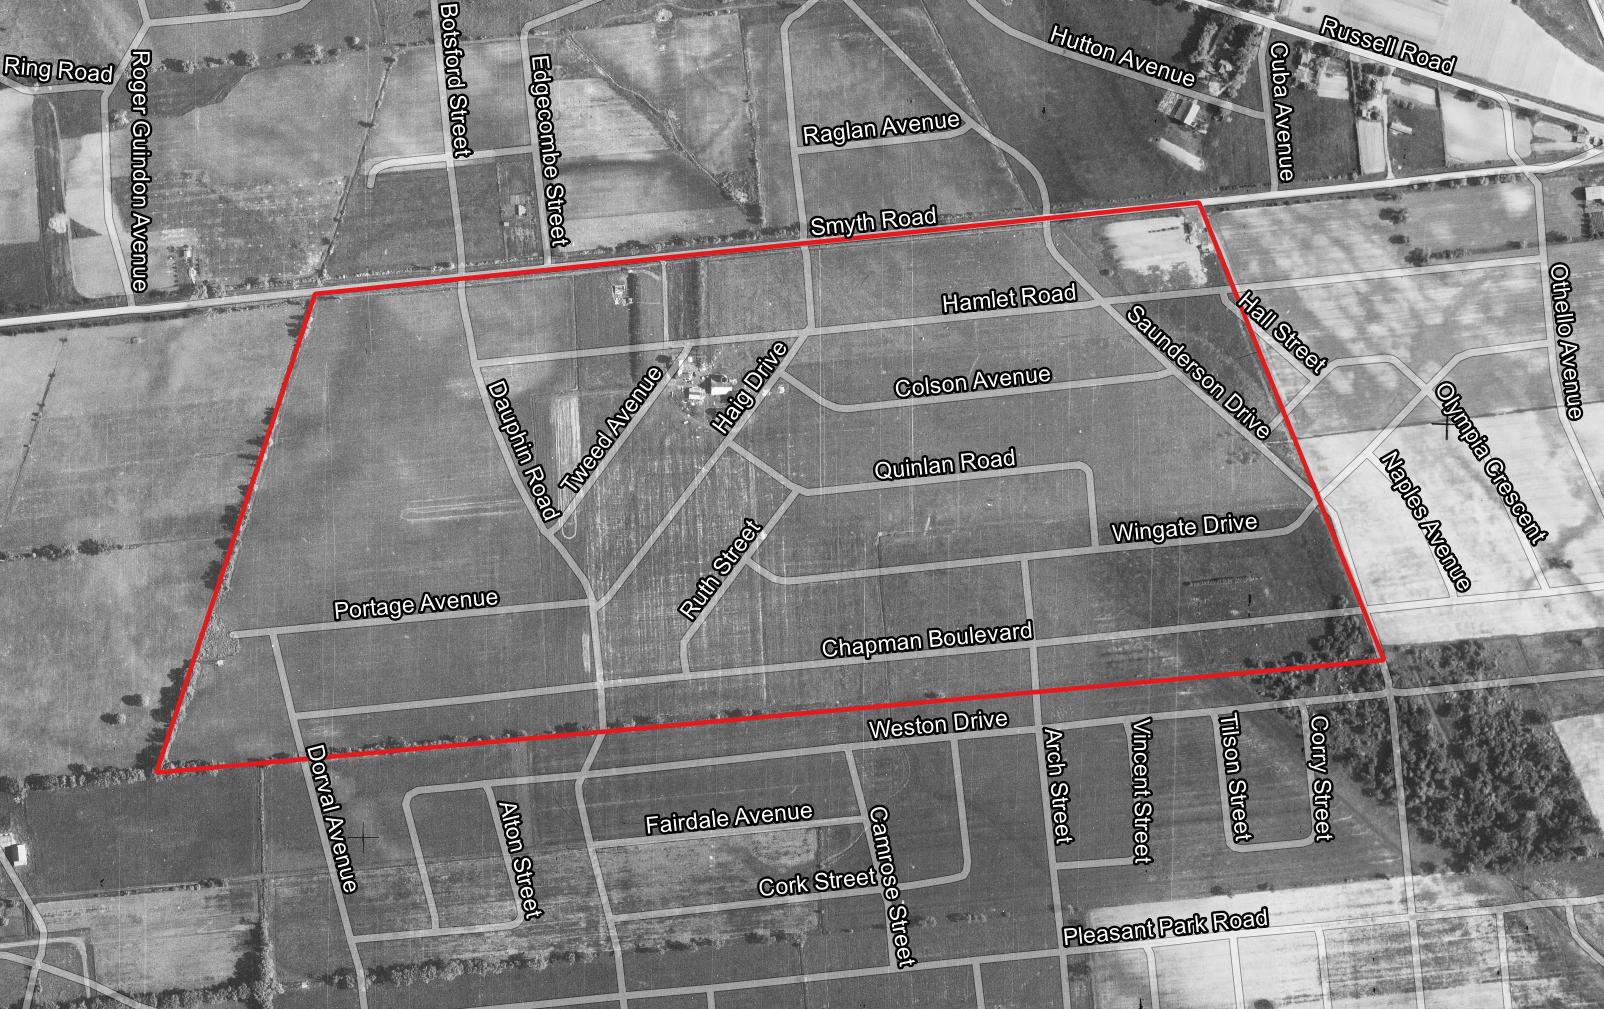 Ring Road
Roger Guindon Avenue
Botsford Street
Edgecombe Street
Raglan Avenue
Hutton Avenue
Cuba Avenue
Russell Road
Smyth Road
Hamlet Road
Hall Street
Othello Avenue
Saunderson Drive
Dauphin Road
Tweed Avenue
Haig Drive
Colson Avenue
Olympia Crescent
Naples Avenue
Quinlan Road
Wingate Drive
Ruth Street
Portage Avenue
Chapman Boulevard
Weston Drive
Dorval Avenue
Alton Street
Fairdale Avenue
Camrose Street
Cork Street
Arch Street
Vincent Street
Tilson Street
Corry Street
Pleasant Park Road